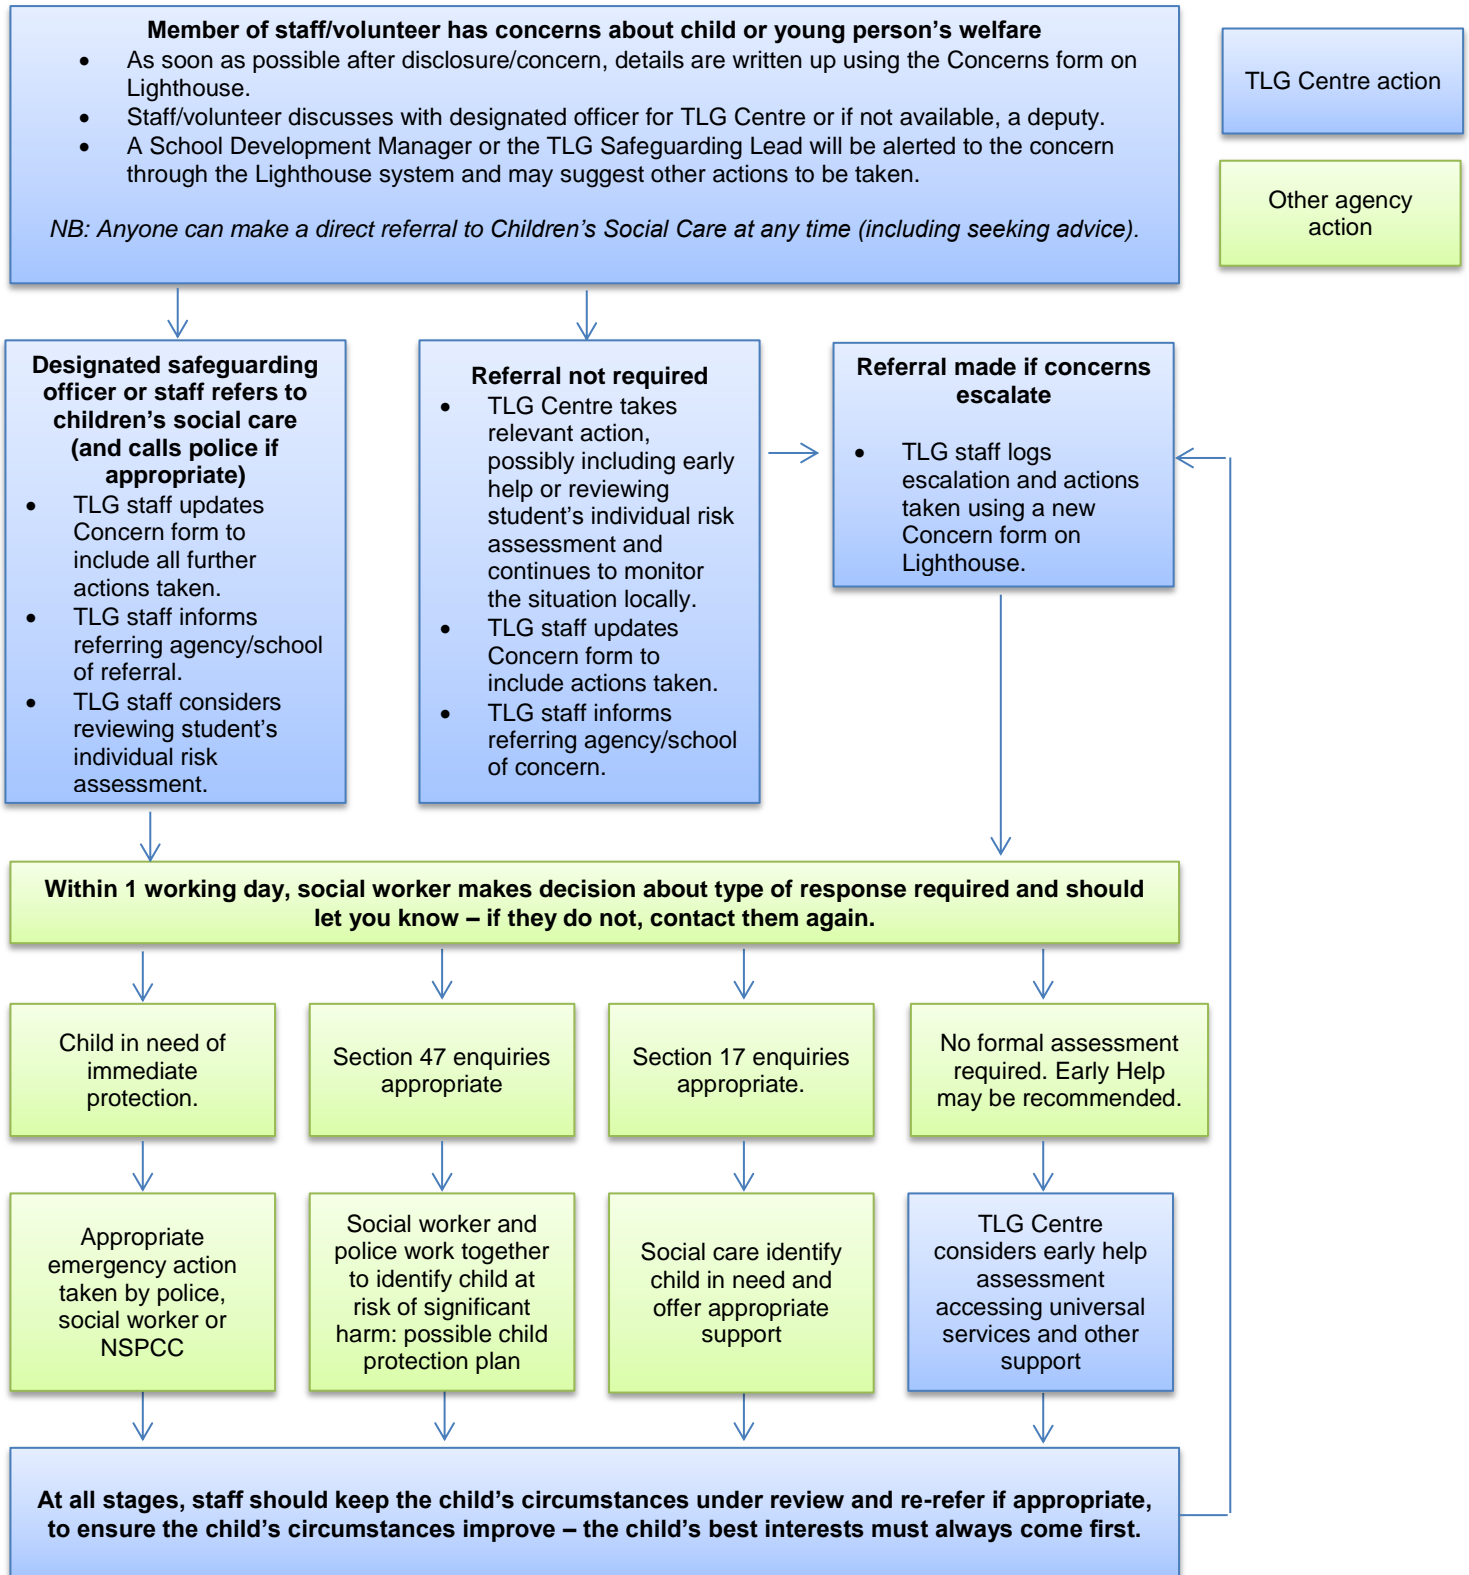 Member of staff/volunteer has concerns about child or young person’s welfare
• As soon as possible after disclosure/concern, details are written up using the Concerns form on
Lighthouse.
• Staff/volunteer discusses with designated officer for TLG Centre or if not available, a deputy.
• A School Development Manager or the TLG Safeguarding Lead will be alerted to the concern
through the Lighthouse system and may suggest other actions to be taken.
NB: Anyone can make a direct referral to Children’s Social Care at any time (including seeking advice).
TLG Centre action
Other agency
action
Designated safeguarding
officer or staff refers to
children’s social care
(and calls police if
appropriate)
• TLG staff updates
Concern form to
include all further
actions taken.
• TLG staff informs
referring agency/school
of referral.
• TLG staff considers
reviewing student’s
individual risk
assessment.
Referral not required
• TLG Centre takes
relevant action,
possibly including early
help or reviewing
student’s individual risk
assessment and
continues to monitor
the situation locally.
• TLG staff updates
Concern form to
include actions taken.
• TLG staff informs
referring agency/school
of concern.
Referral made if concerns
escalate
• TLG staff logs
escalation and actions
taken using a new
Concern form on
Lighthouse.
Within 1 working day, social worker makes decision about type of response required and should
let you know – if they do not, contact them again.
Child in need of
immediate
protection.
Section 47 enquiries
appropriate
Section 17 enquiries
appropriate.
No formal assessment
required. Early Help
may be recommended.
Appropriate
emergency action
taken by police,
social worker or
NSPCC
Social worker and
police work together
to identify child at
risk of significant
harm: possible child
protection plan
Social care identify
child in need and
offer appropriate
support
TLG Centre
considers early help
assessment
accessing universal
services and other
support
At all stages, staff should keep the child’s circumstances under review and re-refer if appropriate,
to ensure the child’s circumstances improve – the child’s best interests must always come first.